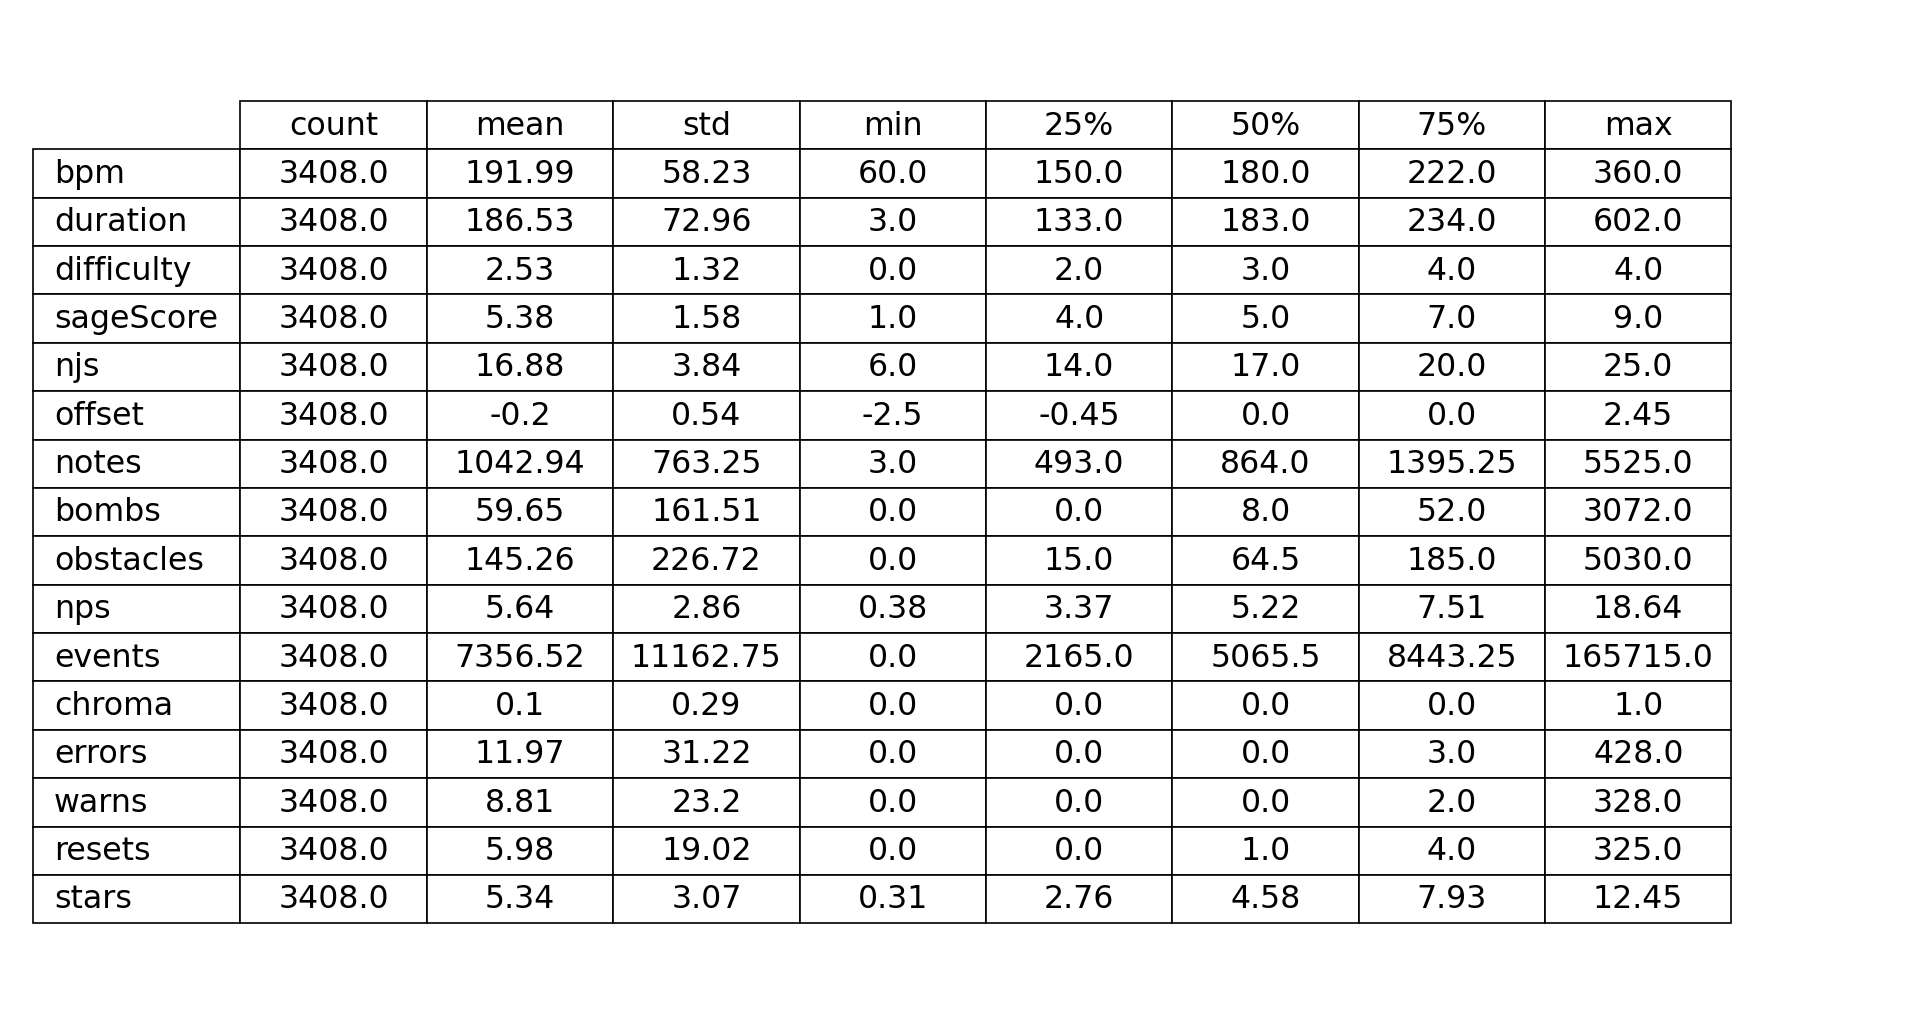 count mean std min 25% 50% 75% max
bpm 3408.0 191.99 58.23 60.0 150.0 180.0 222.0 360.0
duration 3408.0 186.53 72.96 3.0 133.0 183.0 234.0 602.0
difficulty 3408.0 2.53 1.32 0.0 2.0 3.0 4.0 4.0
sageScore 3408.0 5.38 1.58 1.0 4.0 5.0 7.0 9.0
njs 3408.0 16.88 3.84 6.0 14.0 17.0 20.0 25.0
offset 3408.0 -0.2 0.54 -2.5 -0.45 0.0 0.0 2.45
notes 3408.0 1042.94 763.25 3.0 493.0 864.0 1395.25 5525.0
bombs 3408.0 59.65 161.51 0.0 0.0 8.0 52.0 3072.0
obstacles 3408.0 145.26 226.72 0.0 15.0 64.5 185.0 5030.0
nps 3408.0 5.64 2.86 0.38 3.37 5.22 7.51 18.64
events 3408.0 7356.52 11162.75 0.0 2165.0 5065.5 8443.25 165715.0
chroma 3408.0 0.1 0.29 0.0 0.0 0.0 0.0 1.0
errors 3408.0 11.97 31.22 0.0 0.0 0.0 3.0 428.0
warns 3408.0 8.81 23.2 0.0 0.0 0.0 2.0 328.0
resets 3408.0 5.98 19.02 0.0 0.0 1.0 4.0 325.0
stars 3408.0 5.34 3.07 0.31 2.76 4.58 7.93 12.45